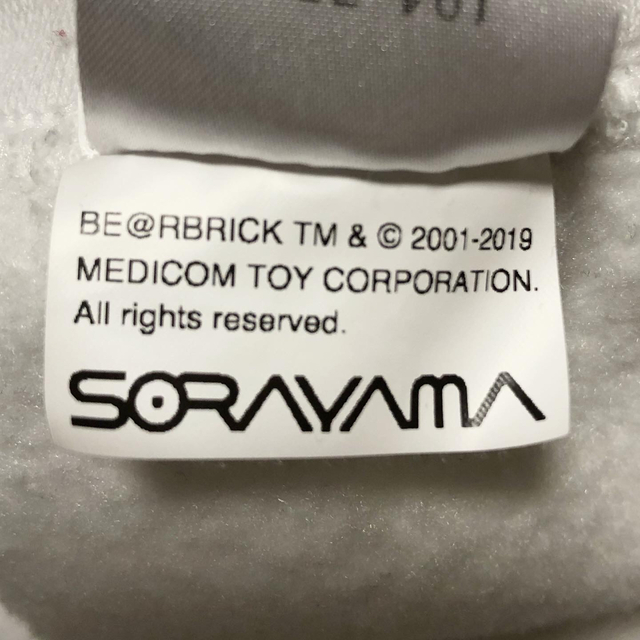 BE@RBRICK TM & © 2001-2019
MEDICOM TOY CORPORATION.
All rights reserved.
SORAYAMA